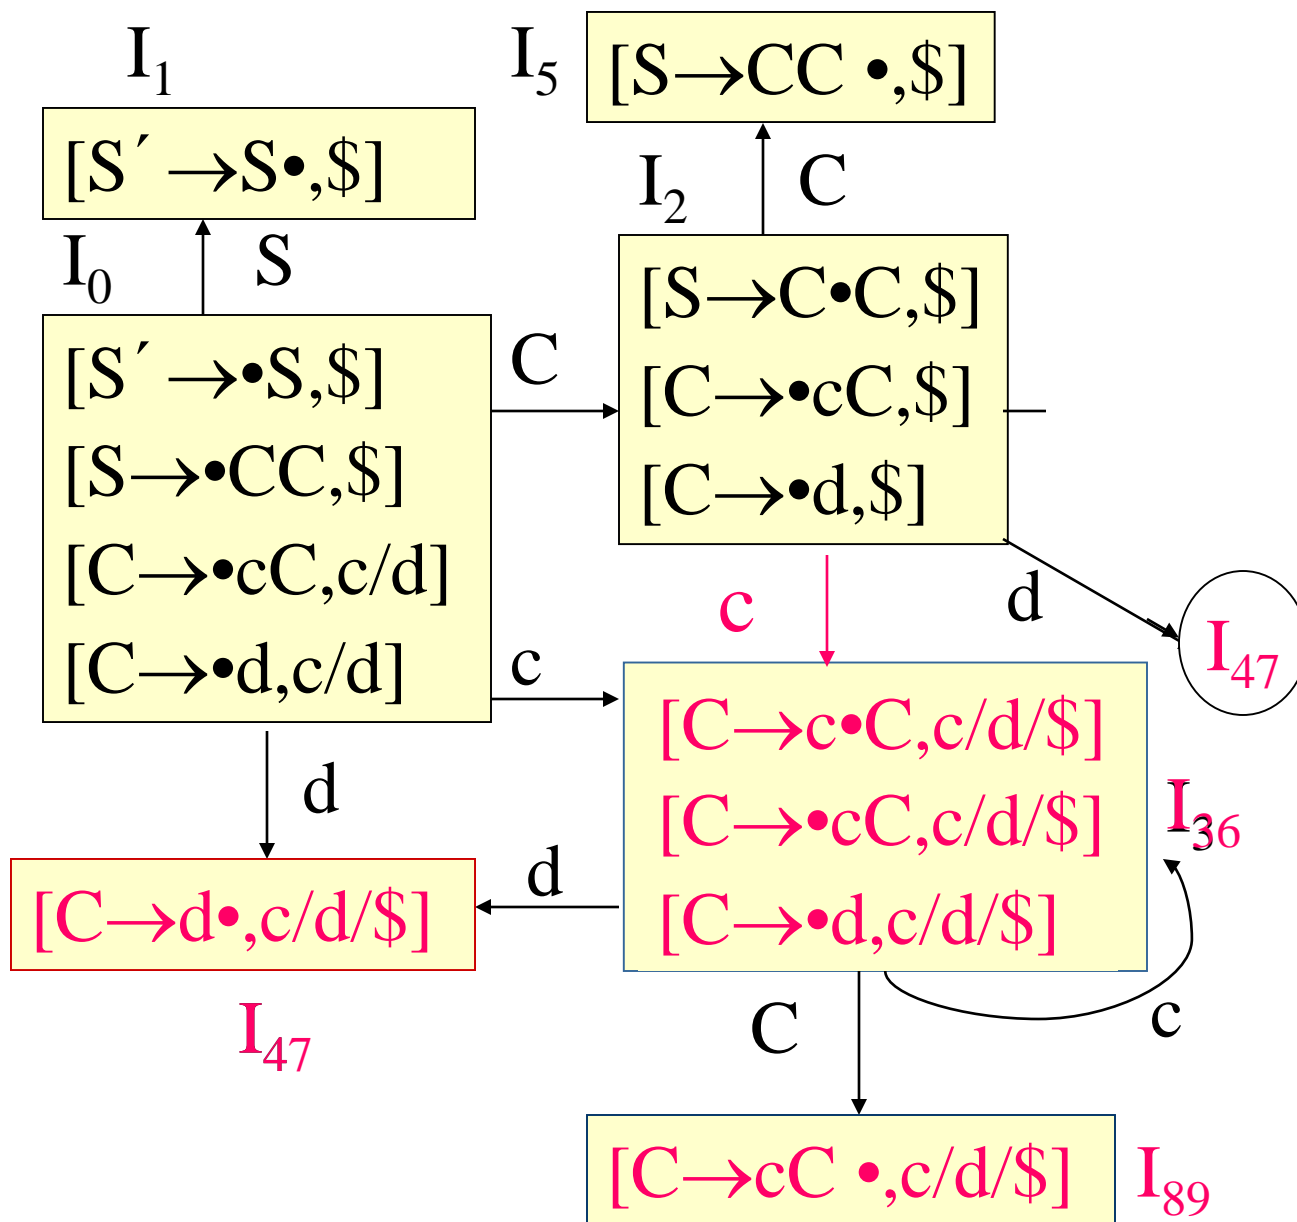 I₁
I₅
[S→CC •,$]
[S´ →S•,$]
I₂
C
I₀
S
[S´ →•S,$]
[S→•CC,$]
[C→•cC,c/d]
[C→•d,c/d]
C
[S→C•C,$]
[C→•cC,$]
[C→•d,$]
c
d
I₄₇
c
[C→c•C,c/d/$]
[C→•cC,c/d/$]
[C→•d,c/d/$]
I₃₆
d
d
[C→d•,c/d/$]
I₄₇
C
c
[C→cC •,c/d/$]
I₈₉